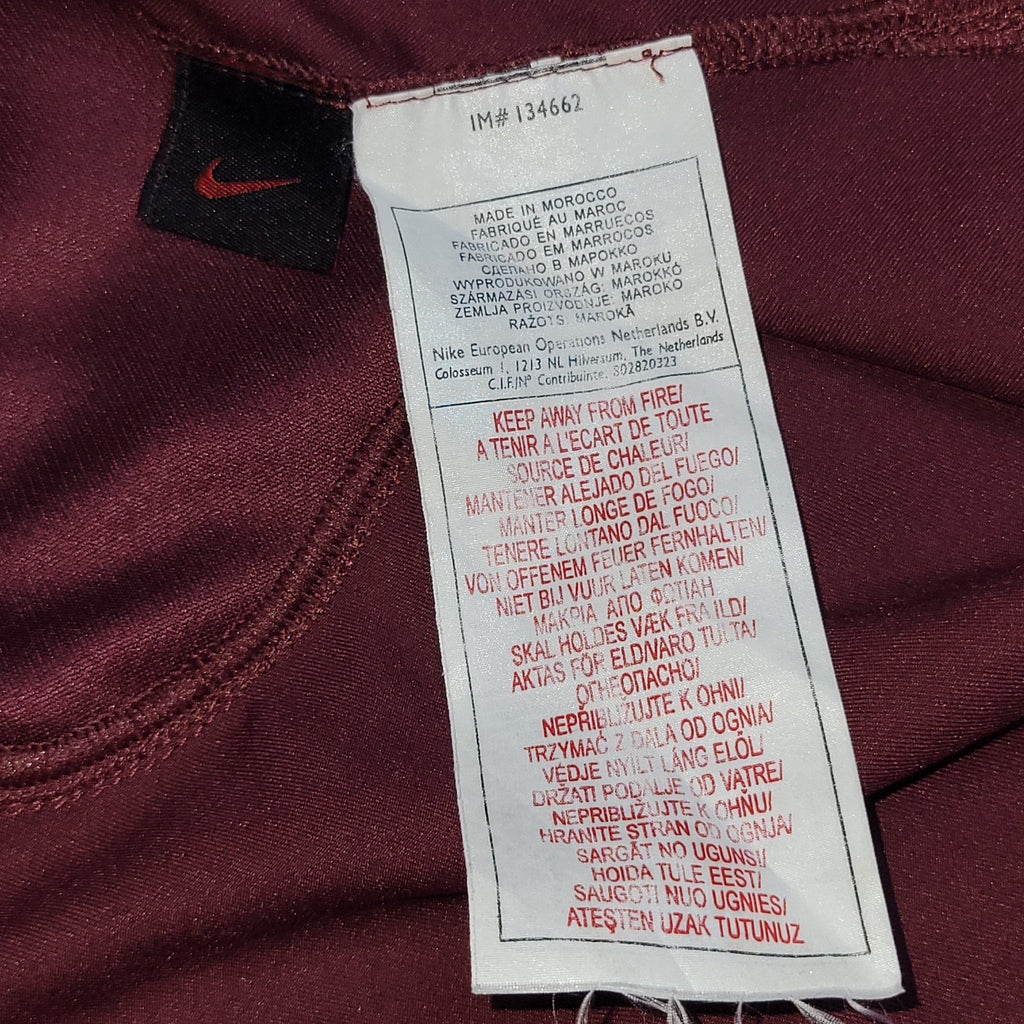 IM# 134662
MADE IN MOROCCO
FABRIQUÉ AU MAROC
FABRICADO EN MARRUECOS
FABRICADO EM MARROCOS
СДЕЛАНО В МАРОККО
WYPRODUKOWANO W MAROKU,
SZÁRMAZÁSI ORSZÁG: MAROKKÓ
ZEMLJA PROIZVODNJE: MAROKO
RAŽOTS: MAROKĀ
Nike European Operations Netherlands B.V.
Colosseum 1, 1213 NL Hilversum, The Netherlands
C.I.F./Nº Contribuinte: 802820323
KEEP AWAY FROM FIRE/
A TENIR A L'ECART DE TOUTE
SOURCE DE CHALEUR/
MANTENER ALEJADO DEL FUEGO/
MANTER LONGE DE FOGO/
TENERE LONTANO DAL FUOCO/
VON OFFENEM FEUER FERNHALTEN/
NIET BIJ VUUR LATEN KOMEN/
ΜΑΚΡΙΑ ΑΠΟ ΦΩΤΙΑΗ
SKAL HOLDES VÆK FRA ILD/
AKTAS FÖR ELD/VARO TULTA/
ОГНЕОПАСНО/
NEPRIBLIŽUJTE K OHNI/
TRZYMAĆ Z DALA OD OGNIA/
VÉDJE NYILT LÁNG ELŐL/
DRŽATI PODALJE OD VATRE/
NEPRIBLIŽUJTE K OHŇU/
HRANITE STRAN OD OGNJA/
SARGĀT NO UGUNS/
HOIDA TULE EEST/
SAUGOTI NUO UGNIES/
ATEŞTEN UZAK TUTUNUZ